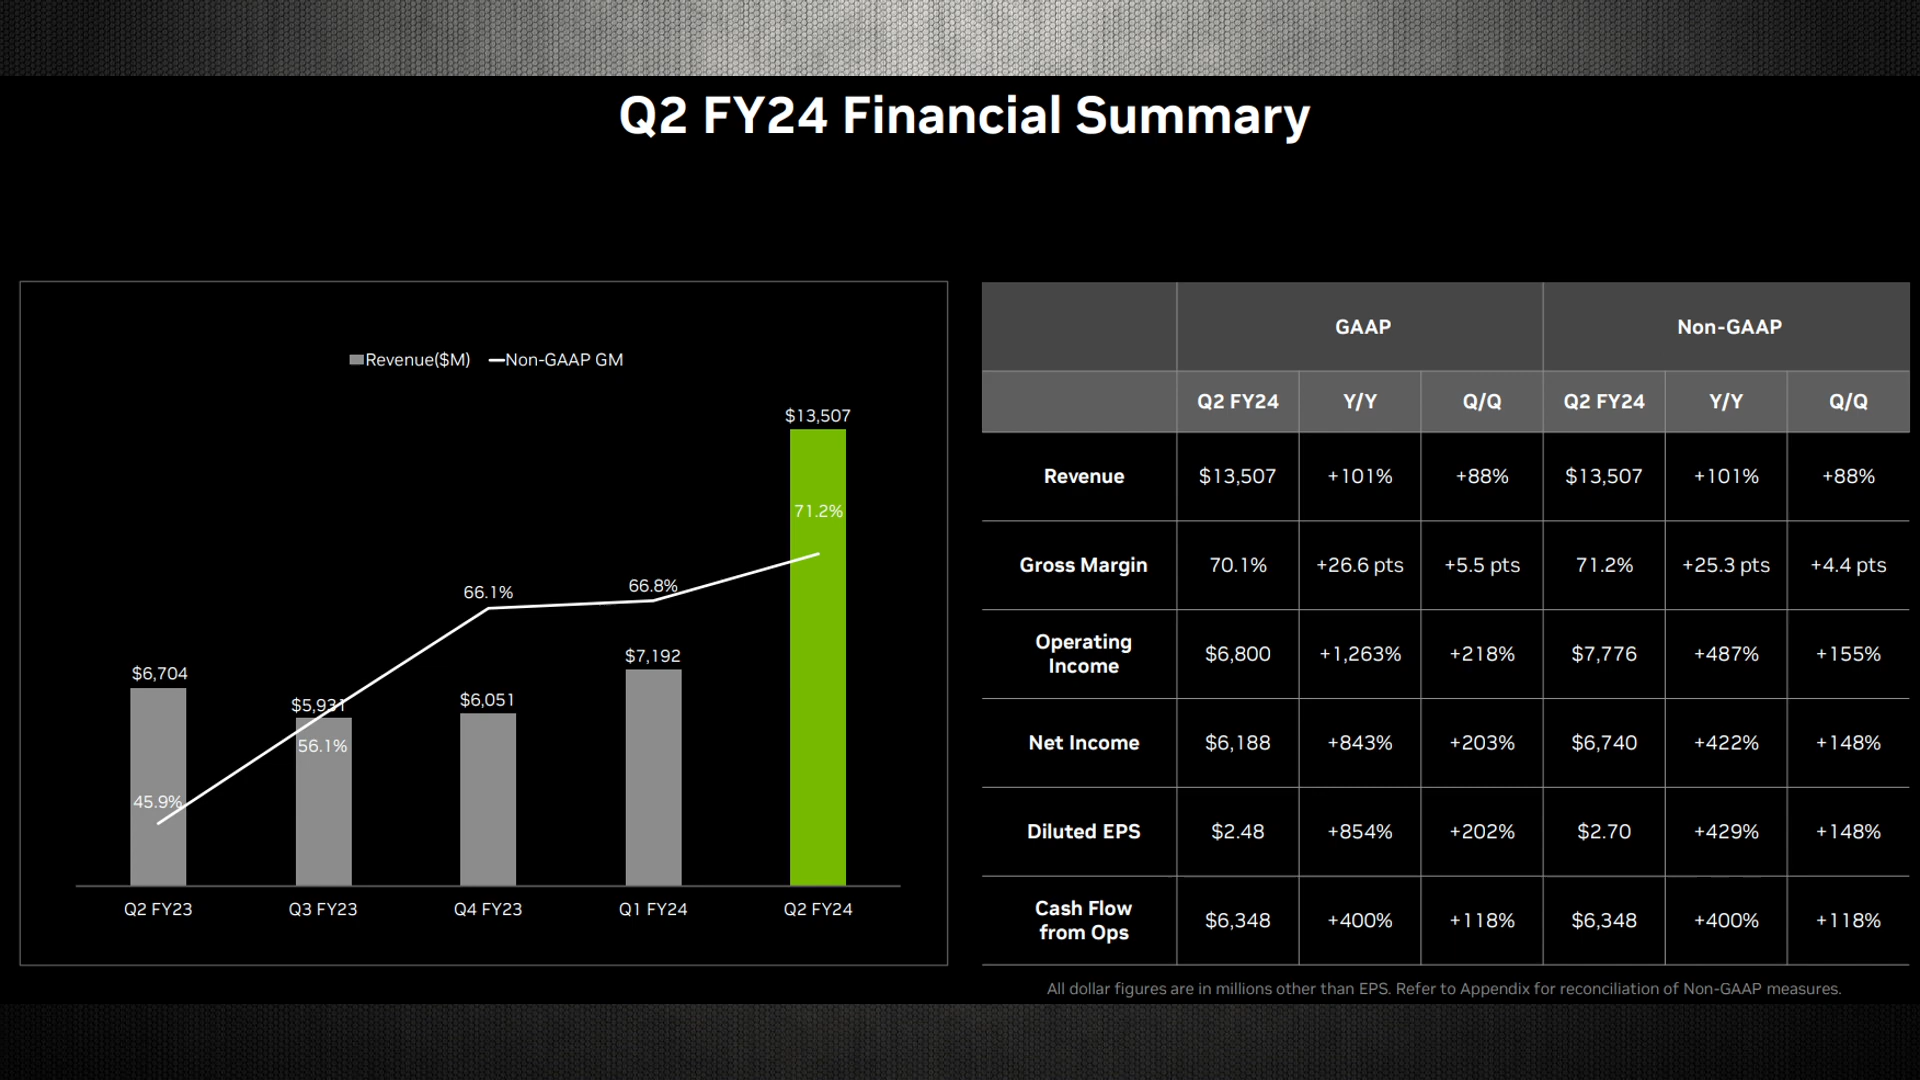 Q2 FY24 Financial Summary
Revenue($M) Non-GAAP GM
$13,507
71.2%
66.1%
66.8%
$7,192
$6,704
$6,051
$5,931
56.1%
45.9%
Q2 FY23 Q3 FY23 Q4 FY23 Q1 FY24 Q2 FY24
GAAP Non-GAAP
Q2 FY24 Y/Y Q/Q Q2 FY24 Y/Y Q/Q
Revenue $13,507 +101% +88% $13,507 +101% +88%
Gross Margin 70.1% +26.6 pts +5.5 pts 71.2% +25.3 pts +4.4 pts
Operating
Income $6,800 +1,263% +218% $7,776 +487% +155%
Net Income $6,188 +843% +203% $6,740 +422% +148%
Diluted EPS $2.48 +854% +202% $2.70 +429% +148%
Cash Flow
from Ops $6,348 +400% +118% $6,348 +400% +118%
All dollar figures are in millions other than EPS. Refer to Appendix for reconciliation of Non-GAAP measures.